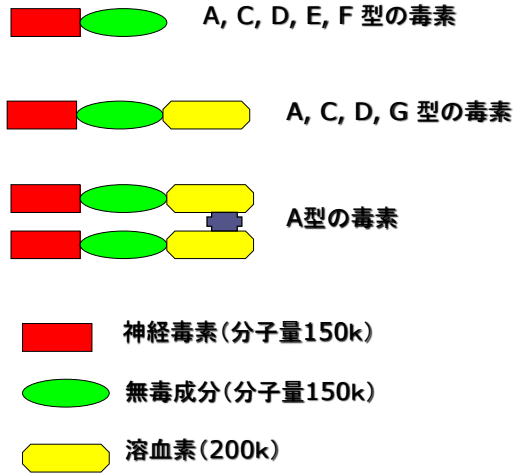 A, C, D, E, F 型の毒素
A, C, D, G 型の毒素
A型の毒素
神経毒素(分子量150k)
無毒成分(分子量150k)
溶血素(200k)